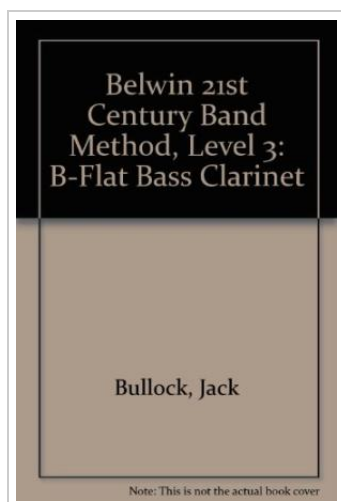 Belwin 21st
Century Band
Method, Level 3:
B-Flat Bass Clarinet
Bullock, Jack
Note: This is not the actual book cover